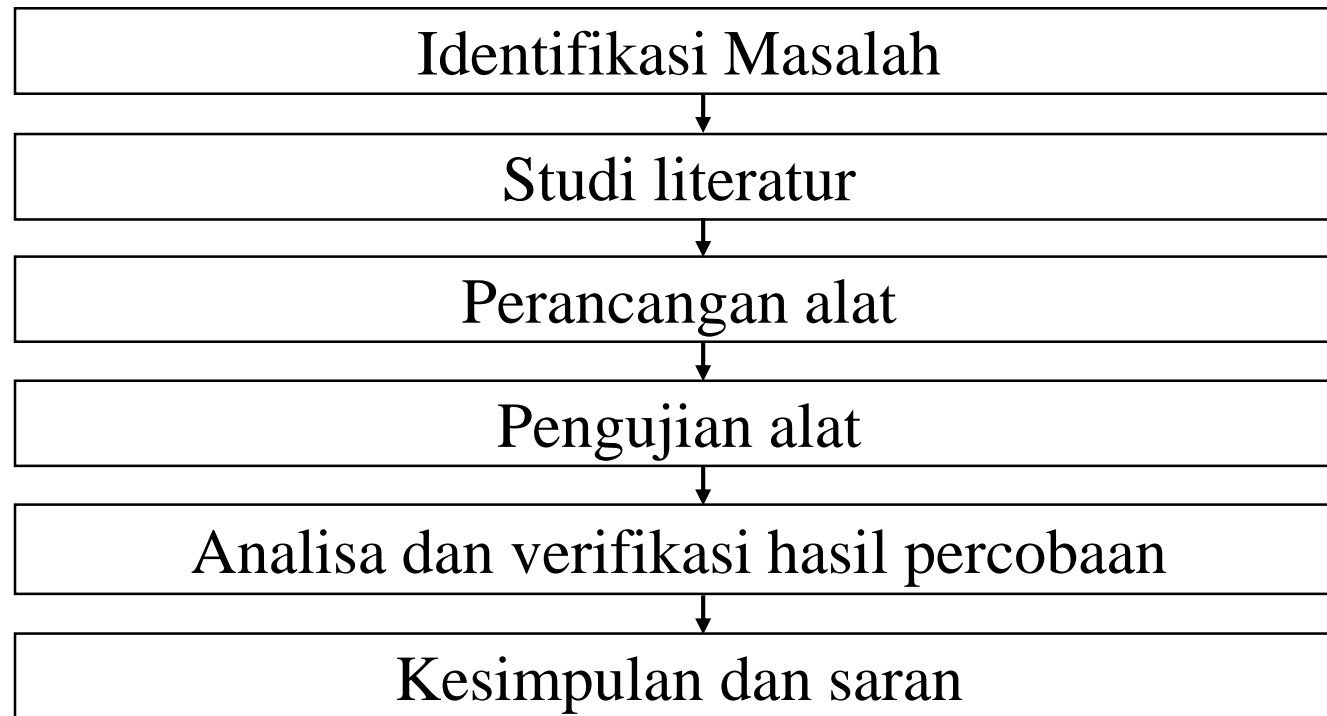 Identifikasi Masalah
Studi literatur
Perancangan alat
Pengujian alat
Analisa dan verifikasi hasil percobaan
Kesimpulan dan saran